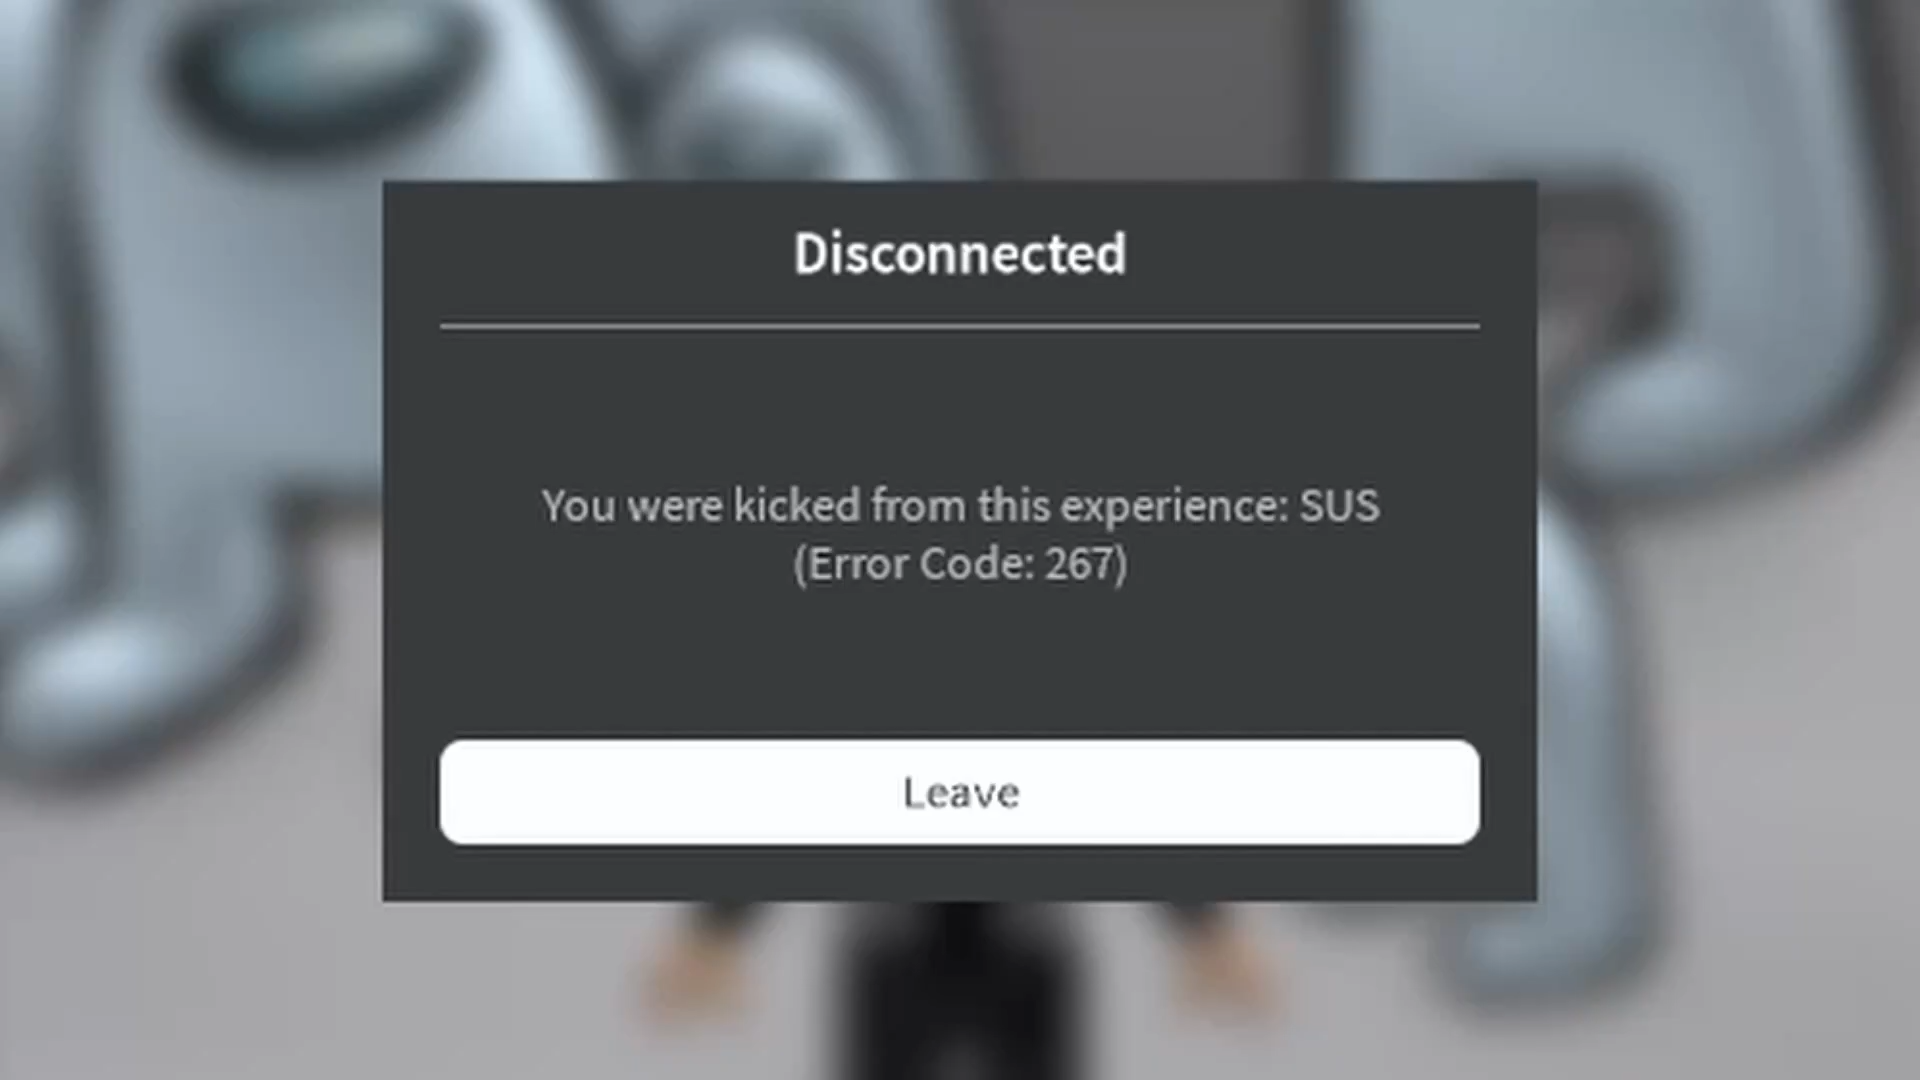 Disconnected
You were kicked from this experience: SUS
(Error Code: 267)
Leave